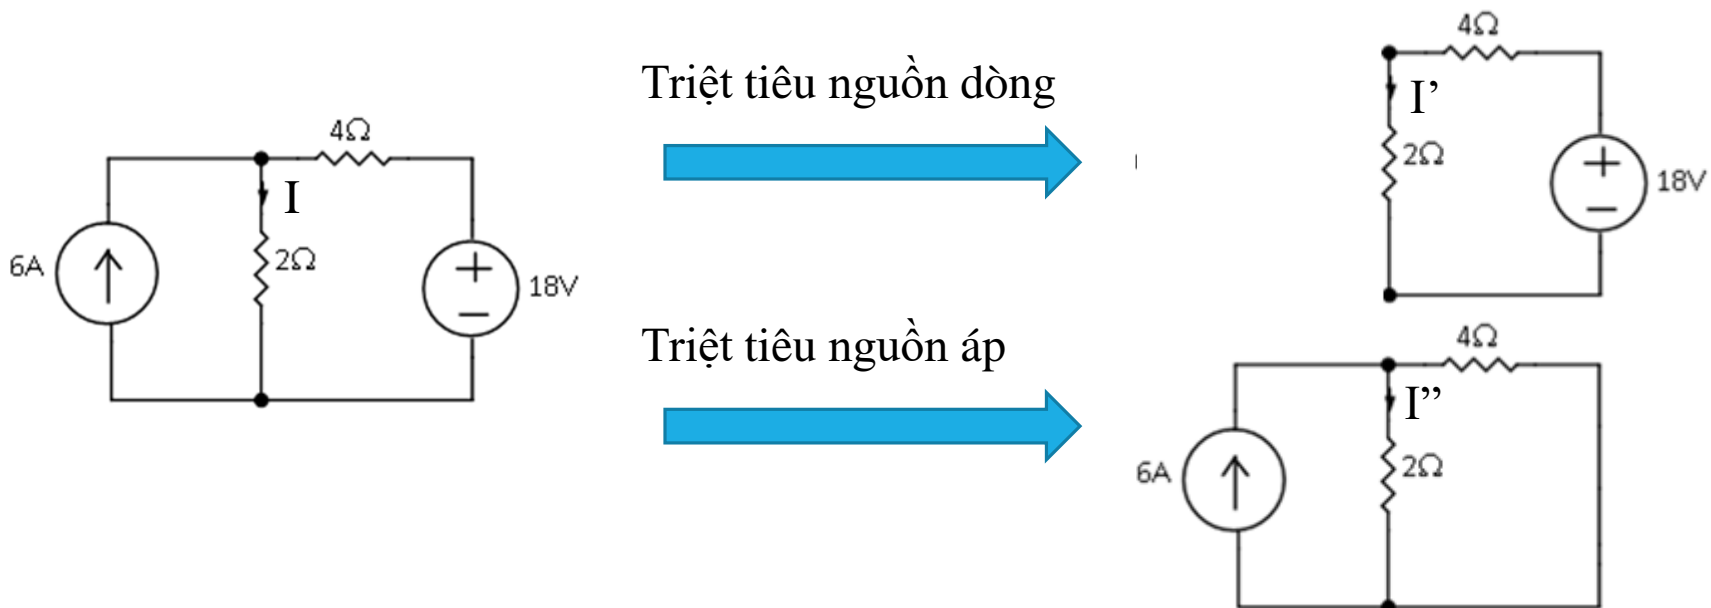 6A
I
4Ω
2Ω
18V
Triệt tiêu nguồn dòng
4Ω
I’
2Ω
18V
Triệt tiêu nguồn áp
4Ω
I”
6A
2Ω